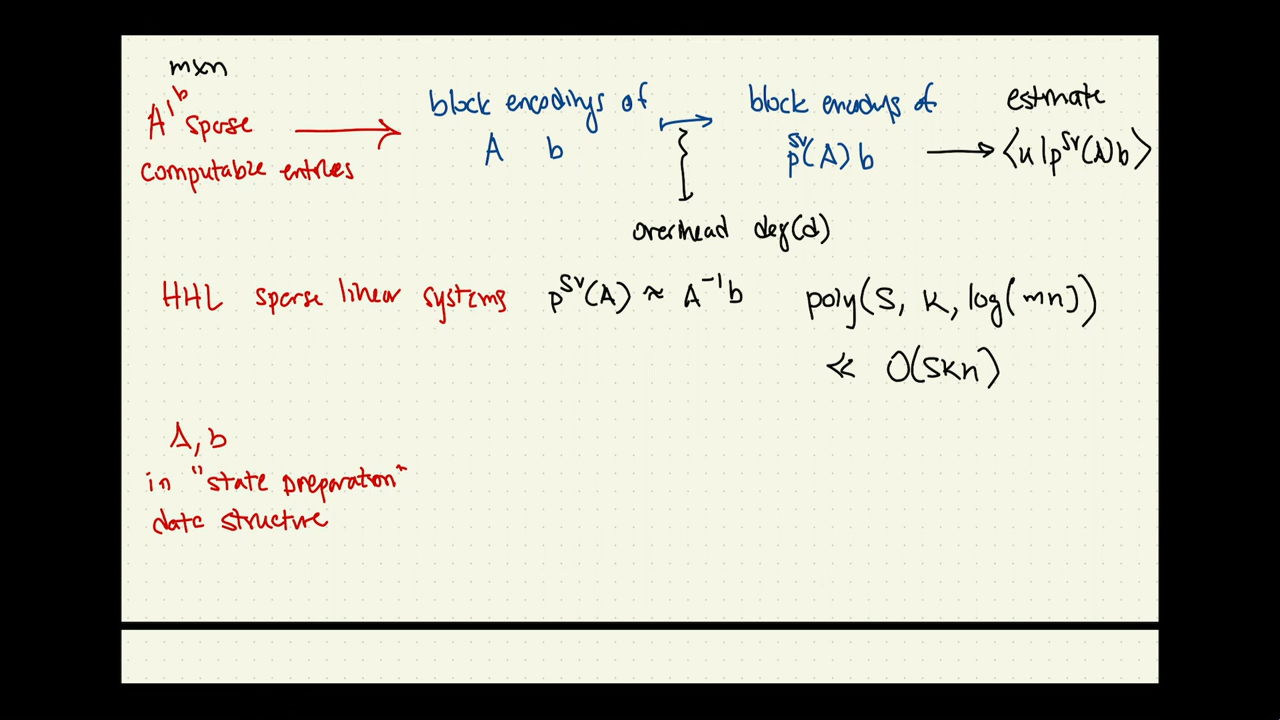 m×n
A, b sparse
computable entries
block encodings of
A b
block encodings of
p^SV(A) b
estimate
⟨u | p^SV(A) b⟩
overhead deg(d)
HHL sparse linear systems p^SV(A) ≈ A^-1 b poly(s, κ, log(mn))
≪ O(sκn)
A, b
in "state preparation"
data structure